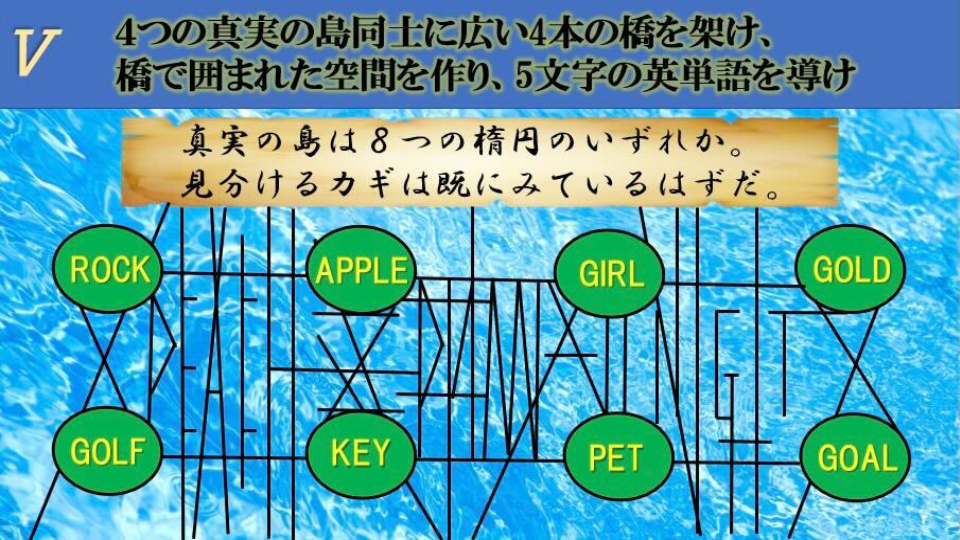 V
4つの真実の島同士に広い4本の橋を架け、
橋で囲まれた空間を作り、5文字の英単語を導け
真実の島は8つの楕円のいずれか。
見分けるカギは既にみているはずだ。
ROCK APPLE GIRL GOLD
GOLF KEY PET GOAL